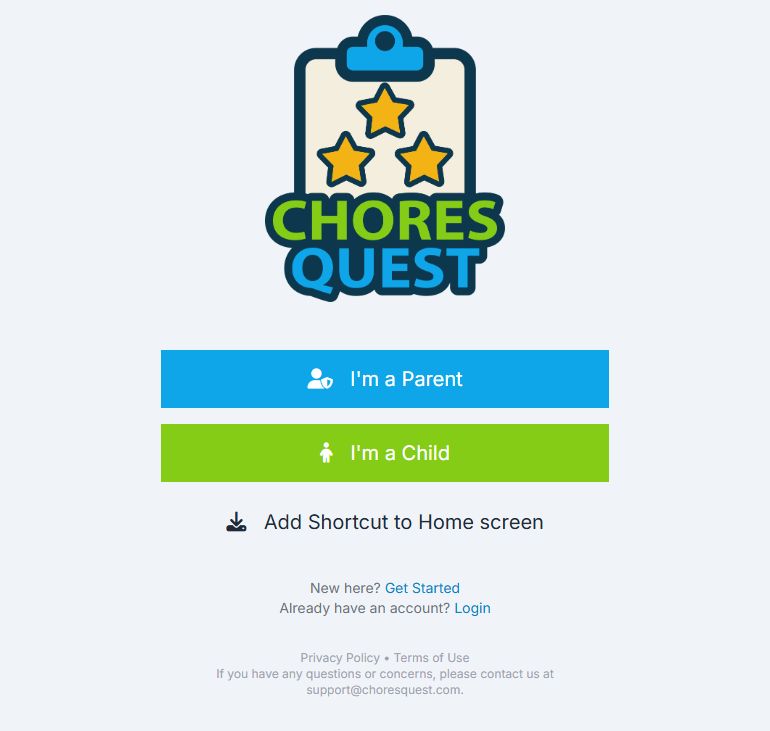 CHORES
QUEST
I'm a Parent
I'm a Child
Add Shortcut to Home screen
New here? Get Started
Already have an account? Login
Privacy Policy • Terms of Use
If you have any questions or concerns, please contact us at
support@choresquest.com.